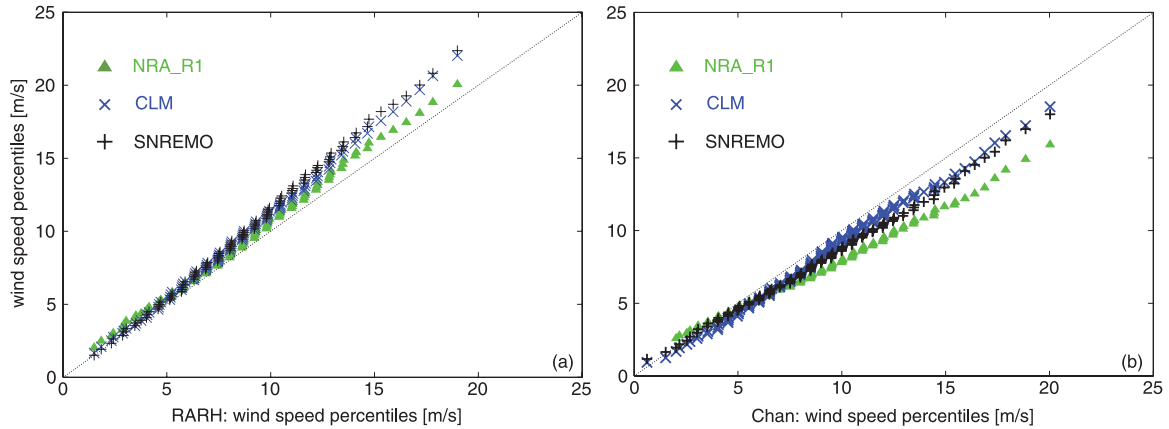 wind speed percentiles [m/s]
25
20
15
10
5
0
NRA_R1
CLM
SNREMO
(a)
0 5 10 15 20 25
RARH: wind speed percentiles [m/s]
25
20
15
10
5
0
NRA_R1
CLM
SNREMO
(b)
0 5 10 15 20 25
Chan: wind speed percentiles [m/s]